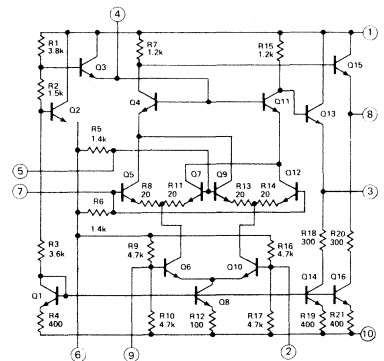 4
1
R1
3.8k
R7
1.2k
R15
1.2k
Q3
Q15
R2
1.5k
Q4
Q11
Q13
8
Q2
R5
1.4k
5
Q5
Q7
Q9
Q12
7
R8
20
R11
20
R13
20
R14
20
3
R6
1.4k
R3
3.6k
R9
4.7k
R16
4.7k
R18
300
R20
300
Q6
Q10
Q1
Q8
Q14
Q16
R4
400
R10
4.7k
R12
100
R17
4.7k
R19
400
R21
400
10
6
9
2